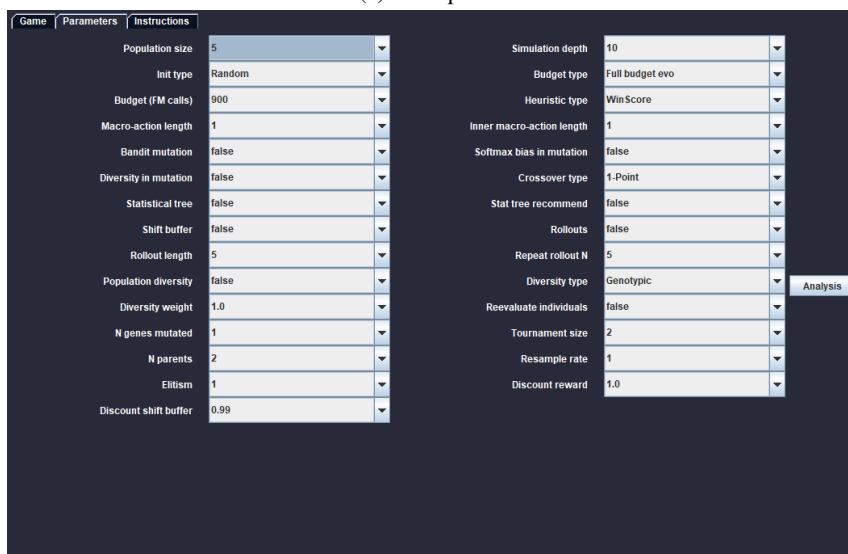 Game Parameters Instructions
Population size 5 Simulation depth 10
Init type Random Budget type Full budget evo
Budget (FM calls) 900 Heuristic type WinScore
Macro-action length 1 Inner macro-action length 1
Bandit mutation false Softmax bias in mutation false
Diversity in mutation false Crossover type 1-Point
Statistical tree false Stat tree recommend false
Shift buffer false Rollouts false
Rollout length 5 Repeat rollout N 5
Population diversity false Diversity type Genotypic Analysis
Diversity weight 1.0 Reevaluate individuals false
N genes mutated 1 Tournament size 2
N parents 2 Resample rate 1
Elitism 1 Discount reward 1.0
Discount shift buffer 0.99